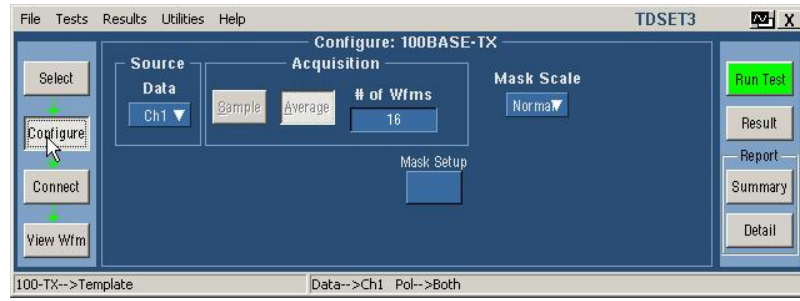 File Tests Results Utilities Help TDSET3
Configure: 100BASE-TX
Select
Configure
Connect
View Wfm
Source
Data
Ch1
Acquisition
Sample
Average
# of Wfms
16
Mask Scale
Normal
Mask Setup
Run Test
Result
Report
Summary
Detail
100-TX-->Template
Data-->Ch1 Pol-->Both